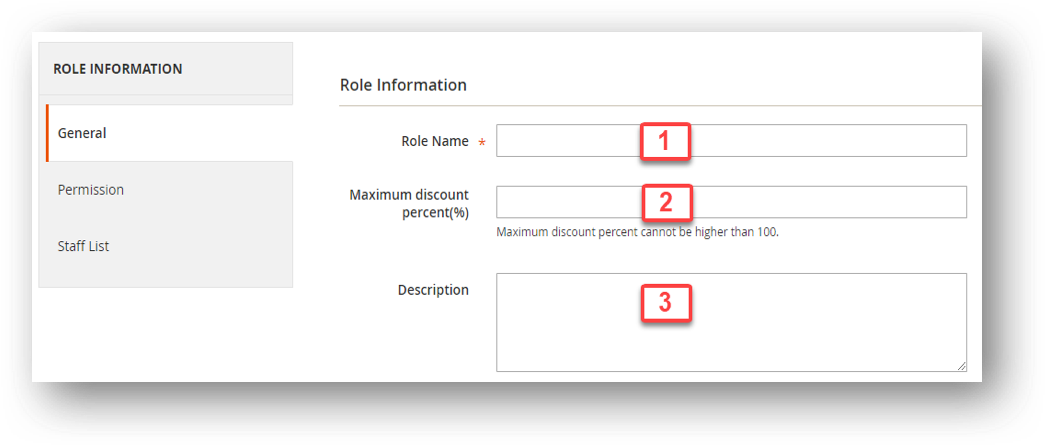 ROLE INFORMATION
General
Permission
Staff List
Role Information
Role Name *
1
Maximum discount
percent(%)
2
Maximum discount percent cannot be higher than 100.
Description
3